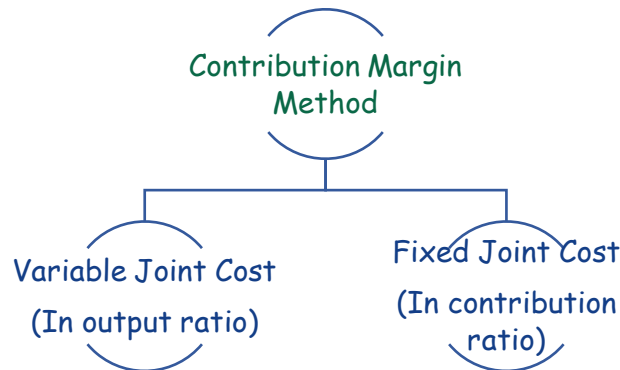 Contribution Margin
Method
Variable Joint Cost
(In output ratio)
Fixed Joint Cost
(In contribution
ratio)